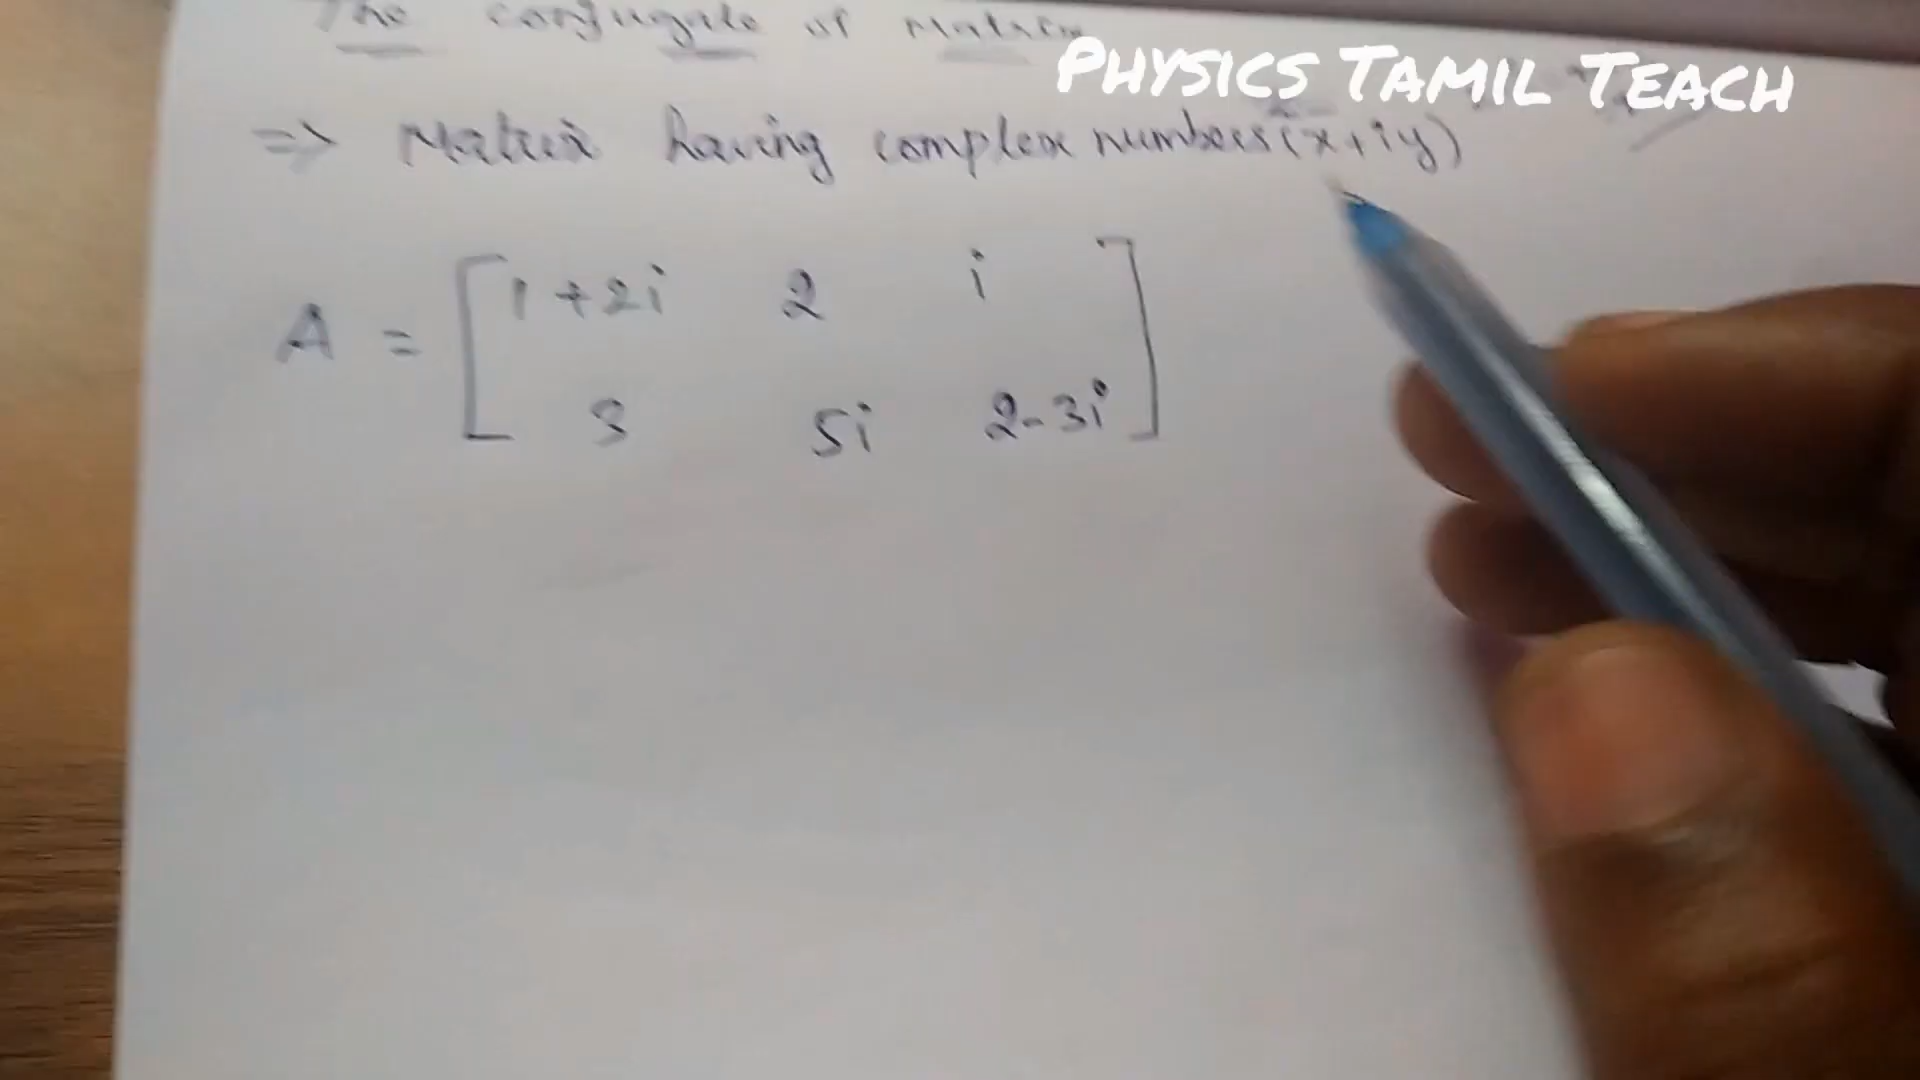 The conjugate of Matrix
PHYSICS TAMIL TEACH
=> Matrix having complex numbers (x+iy)
A = [ 1+2i 2 i
3 5i 2-3i ]